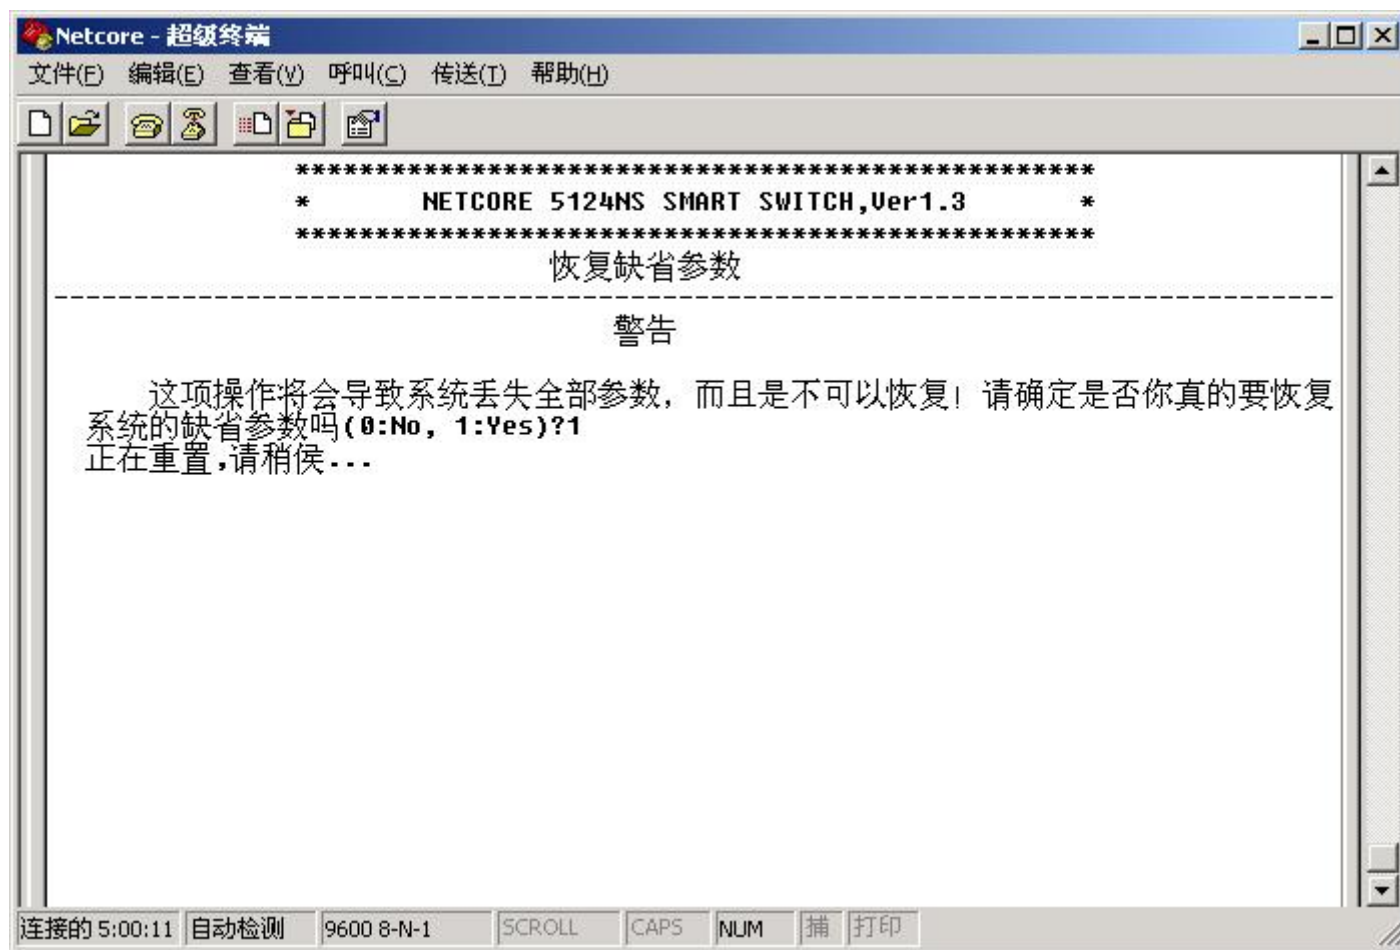 Netcore - 超级终端
文件(F) 编辑(E) 查看(V) 呼叫(C) 传送(T) 帮助(H)
**************************************************
* NETCORE 5124NS SMART SWITCH,Ver1.3 *
**************************************************
恢复缺省参数
--------------------------------------------------------------------------------
警告
这项操作将会导致系统丢失全部参数，而且是不可以恢复！请确定是否你真的要恢复
系统的缺省参数吗(0:No, 1:Yes)?1
正在重置,请稍侯...
连接的 5:00:11 自动检测 9600 8-N-1 SCROLL CAPS NUM 捕 打印